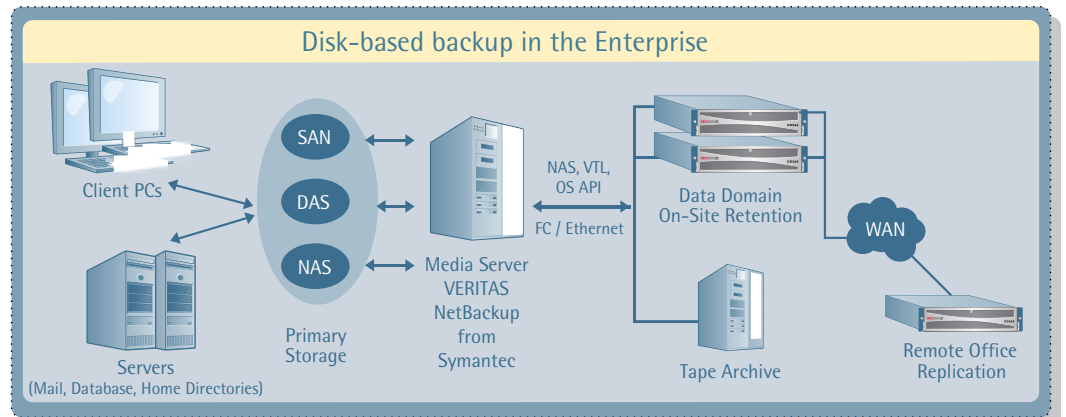 Disk-based backup in the Enterprise
Client PCs
Servers
(Mail, Database, Home Directories)
SAN
DAS
NAS
Primary
Storage
Media Server
VERITAS
NetBackup
from
Symantec
NAS, VTL,
OS API
FC / Ethernet
Data Domain
On-Site Retention
Tape Archive
WAN
Remote Office
Replication